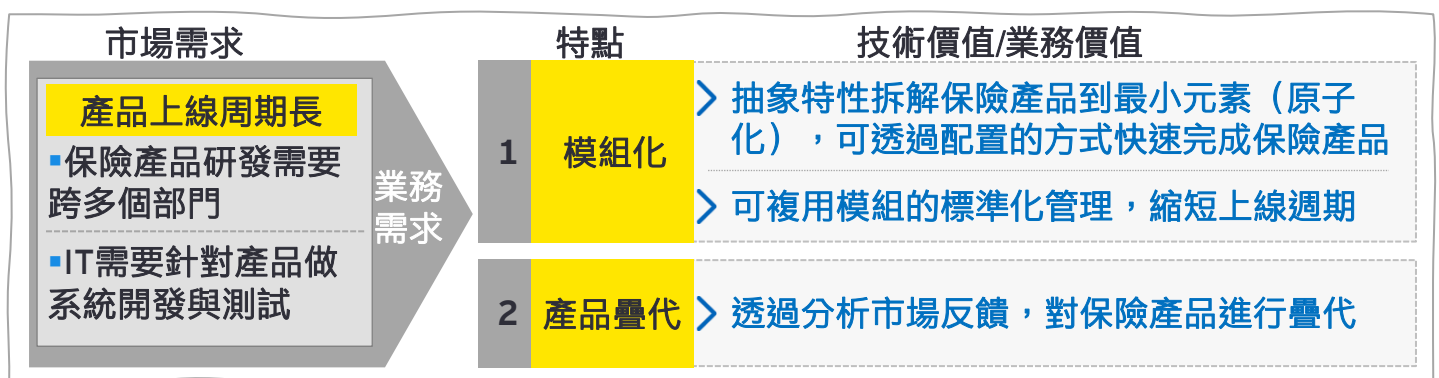 市場需求
產品上線周期長
▪保險產品研發需要
跨多個部門
▪IT需要針對產品做
系統開發與測試
業務
需求
特點
技術價值/業務價值
1
模組化
抽象特性拆解保險產品到最小元素（原子
化），可透過配置的方式快速完成保險產品
可複用模組的標準化管理，縮短上線週期
2
產品疊代
透過分析市場反饋，對保險產品進行疊代